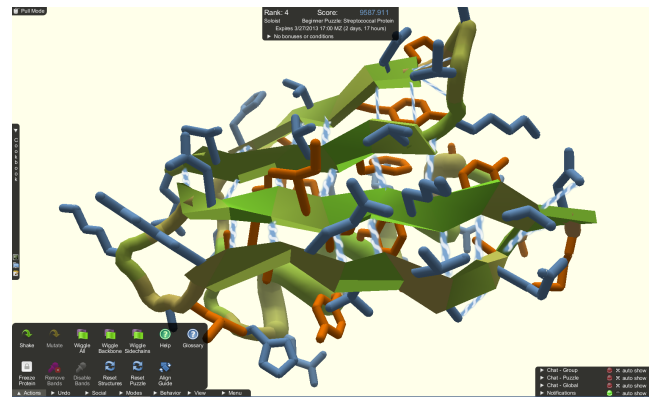 Pull Mode
Rank: 4 Score: 9587.911
Soloist Beginner Puzzle: Streptococcal Protein
Expires 3/27/2013 17:00 MZ (2 days, 17 hours)
▶ No bonuses or conditions
Cookbook
Shake Mutate Wiggle All Wiggle Backbone Wiggle Sidechains Help Glossary
Freeze Protein Remove Bands Disable Bands Reset Structures Reset Puzzle Align Guide
▲ Actions ▶ Undo ▶ Social ▶ Modes ▶ Behavior ▶ View ▶ Menu
▶ Chat - Group auto show
▶ Chat - Puzzle auto show
▶ Chat - Global auto show
▶ Notifications auto show